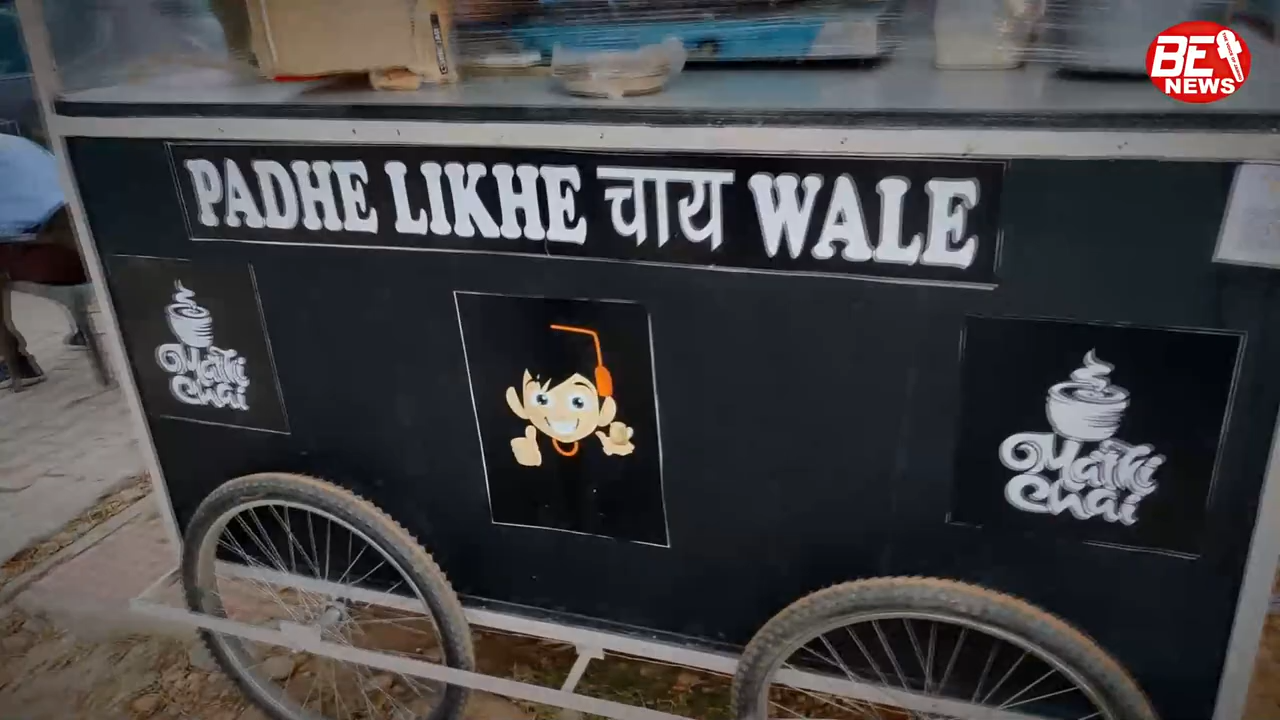 BE
NEWS
PADHE LIKHE चाय WALE
Matki
Chai
Matki
Chai